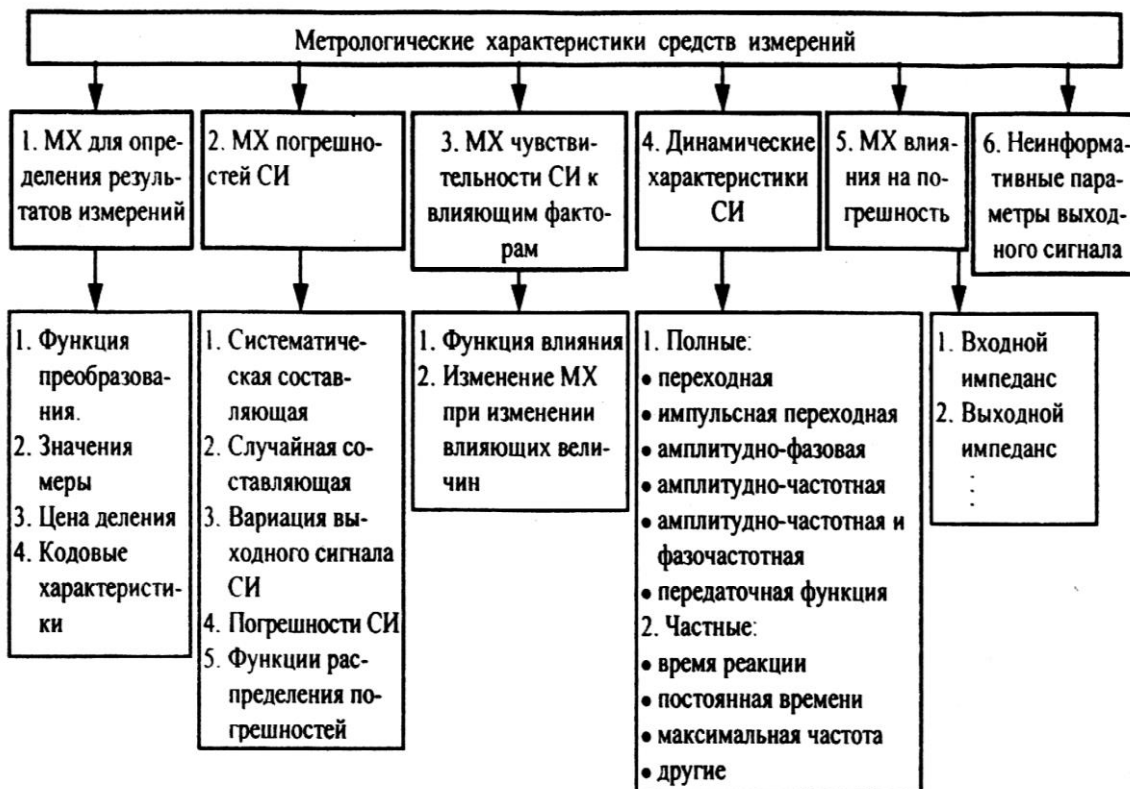 Метрологические характеристики средств измерений
1. МХ для опре-
деления резуль-
татов измерений
2. МХ погрешно-
стей СИ
3. МХ чувстви-
тельности СИ к
влияющим факто-
рам
4. Динамические
характеристики
СИ
5. МХ влия-
ния на по-
грешность
6. Неинформа-
тивные пара-
метры выход-
ного сигнала
1. Функция
преобразова-
ния.
2. Значения
меры
3. Цена деления
4. Кодовые
характеристи-
ки
1. Систематиче-
ская состав-
ляющая
2. Случайная со-
ставляющая
3. Вариация вы-
ходного сигнала
СИ
4. Погрешности СИ
5. Функции рас-
пределения по-
грешностей
1. Функция влияния
2. Изменение МХ
при изменении
влияющих вели-
чин
1. Полные:
• переходная
• импульсная переходная
• амплитудно-фазовая
• амплитудно-частотная
• амплитудно-частотная и
фазочастотная
• передаточная функция
2. Частные:
• время реакции
• постоянная времени
• максимальная частота
• другие
1. Входной
импеданс
2. Выходной
импеданс
⋮